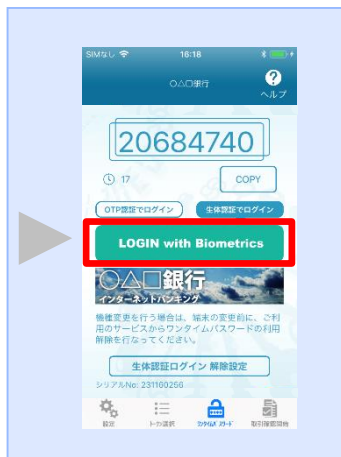 SIMなし 16:18
○△□銀行
?
ヘルプ
20684740
17 COPY
OTP認証でログイン 生体認証でログイン
LOGIN with Biometrics
○△□銀行
インターネットバンキング
機種変更を行う場合は、端末の変更前に、ご利
用のサービスからワンタイムパスワードの利用
解除を行なってください。
生体認証ログイン 解除設定
シリアルNo: 231160256
設定 トークン選択 ワンタイムパスワード 取引確認開始